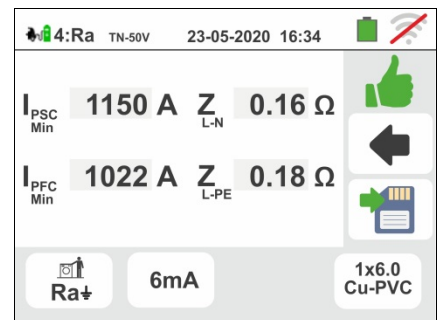 4:Ra TN-50V 23-05-2020 16:34
IPSC Min 1150 A ZL-N 0.16 Ω
IPFC Min 1022 A ZL-PE 0.18 Ω
Ra⏚ 6mA 1x6.0
Cu-PVC